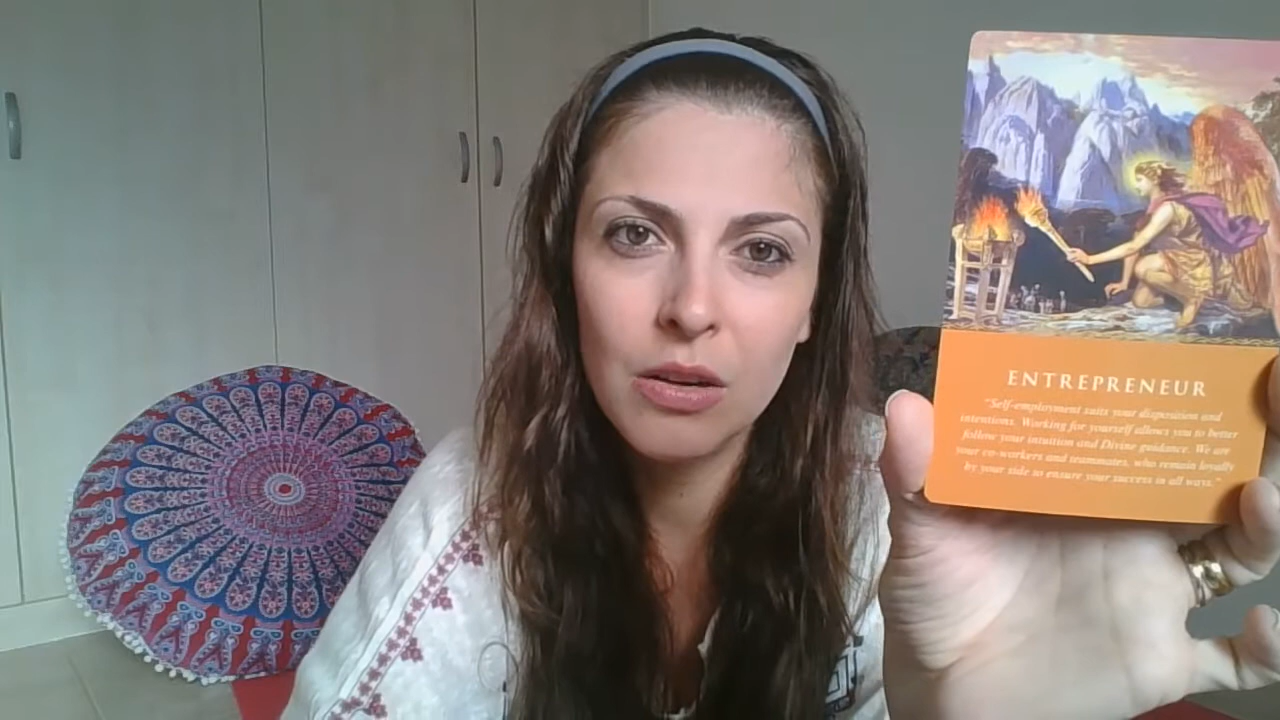 ENTREPRENEUR
"Self-employment suits your disposition and
intentions. Working for yourself allows you to better
follow your intuition and Divine guidance. We are
your co-workers and teammates, who remain loyally
by your side to ensure your success in all ways."